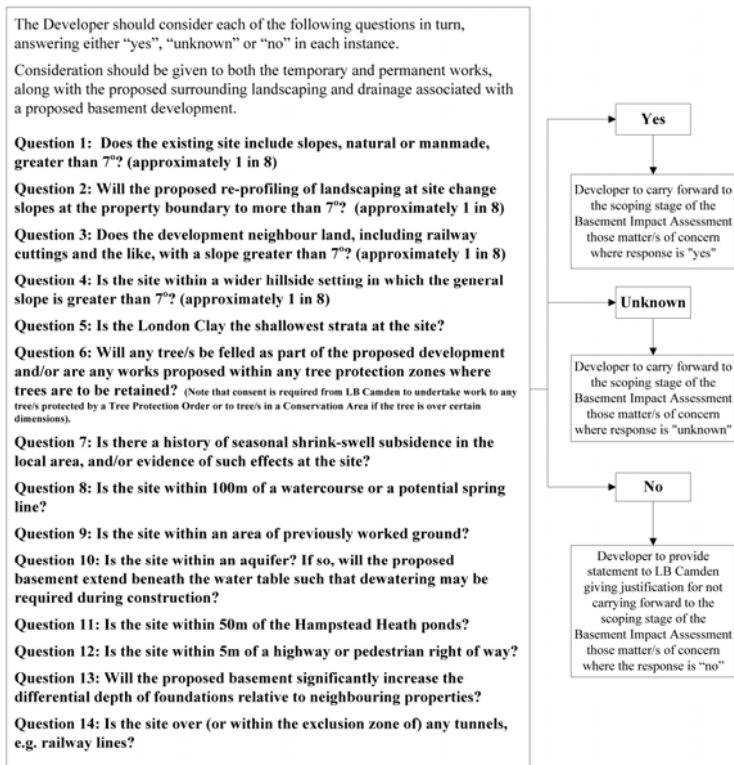 The Developer should consider each of the following questions in turn,
answering either “yes”, “unknown” or “no” in each instance.
Consideration should be given to both the temporary and permanent works,
along with the proposed surrounding landscaping and drainage associated with
a proposed basement development.
Question 1: Does the existing site include slopes, natural or manmade,
greater than 7°? (approximately 1 in 8)
Question 2: Will the proposed re-profiling of landscaping at site change
slopes at the property boundary to more than 7°? (approximately 1 in 8)
Question 3: Does the development neighbour land, including railway
cuttings and the like, with a slope greater than 7°? (approximately 1 in 8)
Question 4: Is the site within a wider hillside setting in which the general
slope is greater than 7°? (approximately 1 in 8)
Question 5: Is the London Clay the shallowest strata at the site?
Question 6: Will any tree/s be felled as part of the proposed development
and/or are any works proposed within any tree protection zones where
trees are to be retained? (Note that consent is required from LB Camden to undertake work to any
tree/s protected by a Tree Protection Order or to tree/s in a Conservation Area if the tree is over certain
dimensions).
Question 7: Is there a history of seasonal shrink-swell subsidence in the
local area, and/or evidence of such effects at the site?
Question 8: Is the site within 100m of a watercourse or a potential spring
line?
Question 9: Is the site within an area of previously worked ground?
Question 10: Is the site within an aquifer? If so, will the proposed
basement extend beneath the water table such that dewatering may be
required during construction?
Question 11: Is the site within 50m of the Hampstead Heath ponds?
Question 12: Is the site within 5m of a highway or pedestrian right of way?
Question 13: Will the proposed basement significantly increase the
differential depth of foundations relative to neighbouring properties?
Question 14: Is the site over (or within the exclusion zone of) any tunnels,
e.g. railway lines?
Yes
Developer to carry forward to
the scoping stage of the
Basement Impact Assessment
those matter/s of concern
where response is "yes"
Unknown
Developer to carry forward to
the scoping stage of the
Basement Impact Assessment
those matter/s of concern
where response is "unknown"
No
Developer to provide
statement to LB Camden
giving justification for not
carrying forward to the
scoping stage of the
Basement Impact Assessment
those matter/s of concern
where the response is “no”